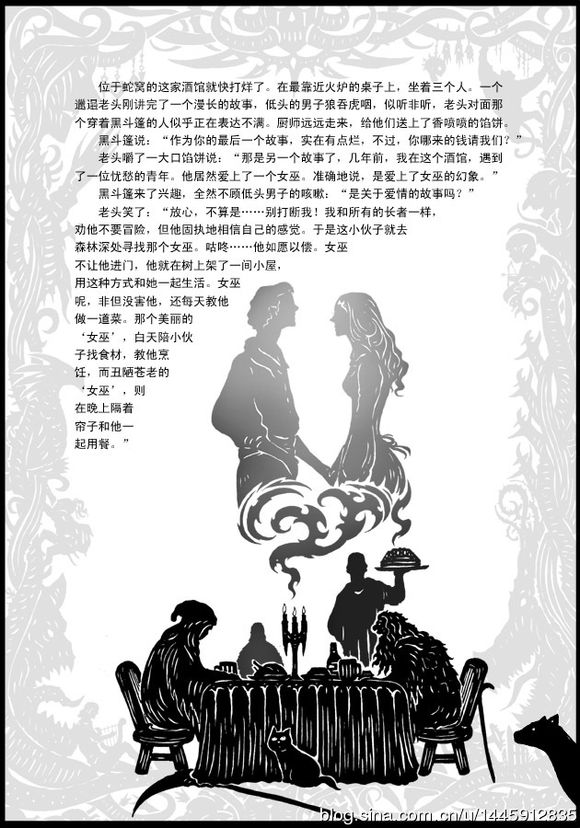 位于蛇窝的这家酒馆就快打烊了。在最靠近火炉的桌子上，坐着三个人。一个
邋遢老头刚讲完了一个漫长的故事，低头的男子狼吞虎咽，似听非听，老头对面那
个穿着黑斗篷的人似乎正在表达不满。厨师远远走来，给他们送上了香喷喷的馅饼。
黑斗篷说：“作为你的最后一个故事，实在有点烂，不过，你哪来的钱请我们？”
老头嚼了一大口馅饼说：“那是另一个故事了，几年前，我在这个酒馆，遇到
了一位忧愁的青年。他居然爱上了一个女巫。准确地说，是爱上了女巫的幻象。”
黑斗篷来了兴趣，全然不顾低头男子的咳嗽：“是关于爱情的故事吗？”
老头笑了：“放心，不算是……别打断我！我和所有的长者一样，
劝他不要冒险，但他固执地相信自己的感觉。于是这小伙子就去
森林深处寻找那个女巫。咕咚……他如愿以偿。女巫
不让他进门，他就在树上架了一间小屋，
用这种方式和她一起生活。女巫
呢，非但没害他，还每天教他
做一道菜。那个美丽的
‘女巫’，白天陪小伙
子找食材，教他烹
饪，而丑陋苍老的
‘女巫’，则
在晚上隔着
帘子和他一
起用餐。”
blog.sina.com.cn/u/1445912835